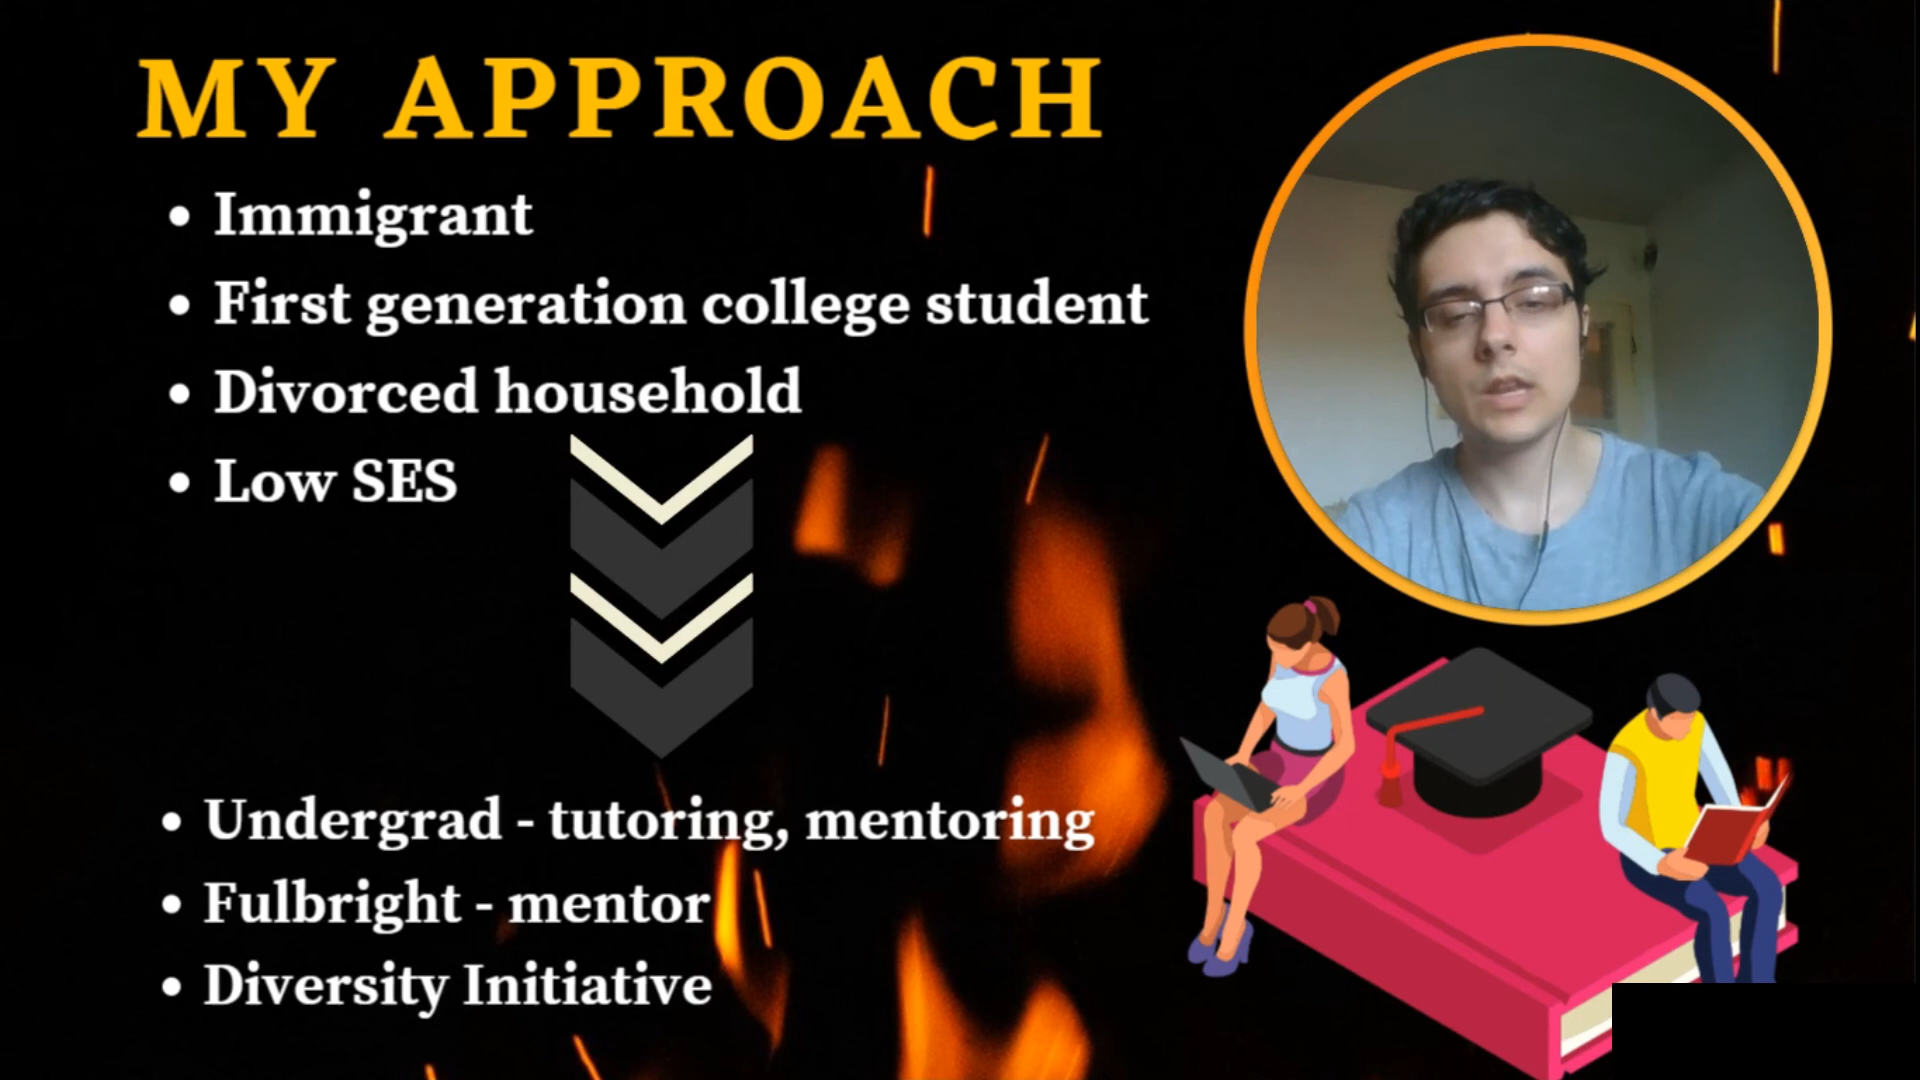 MY APPROACH
• Immigrant
• First generation college student
• Divorced household
• Low SES
• Undergrad - tutoring, mentoring
• Fulbright - mentor
• Diversity Initiative